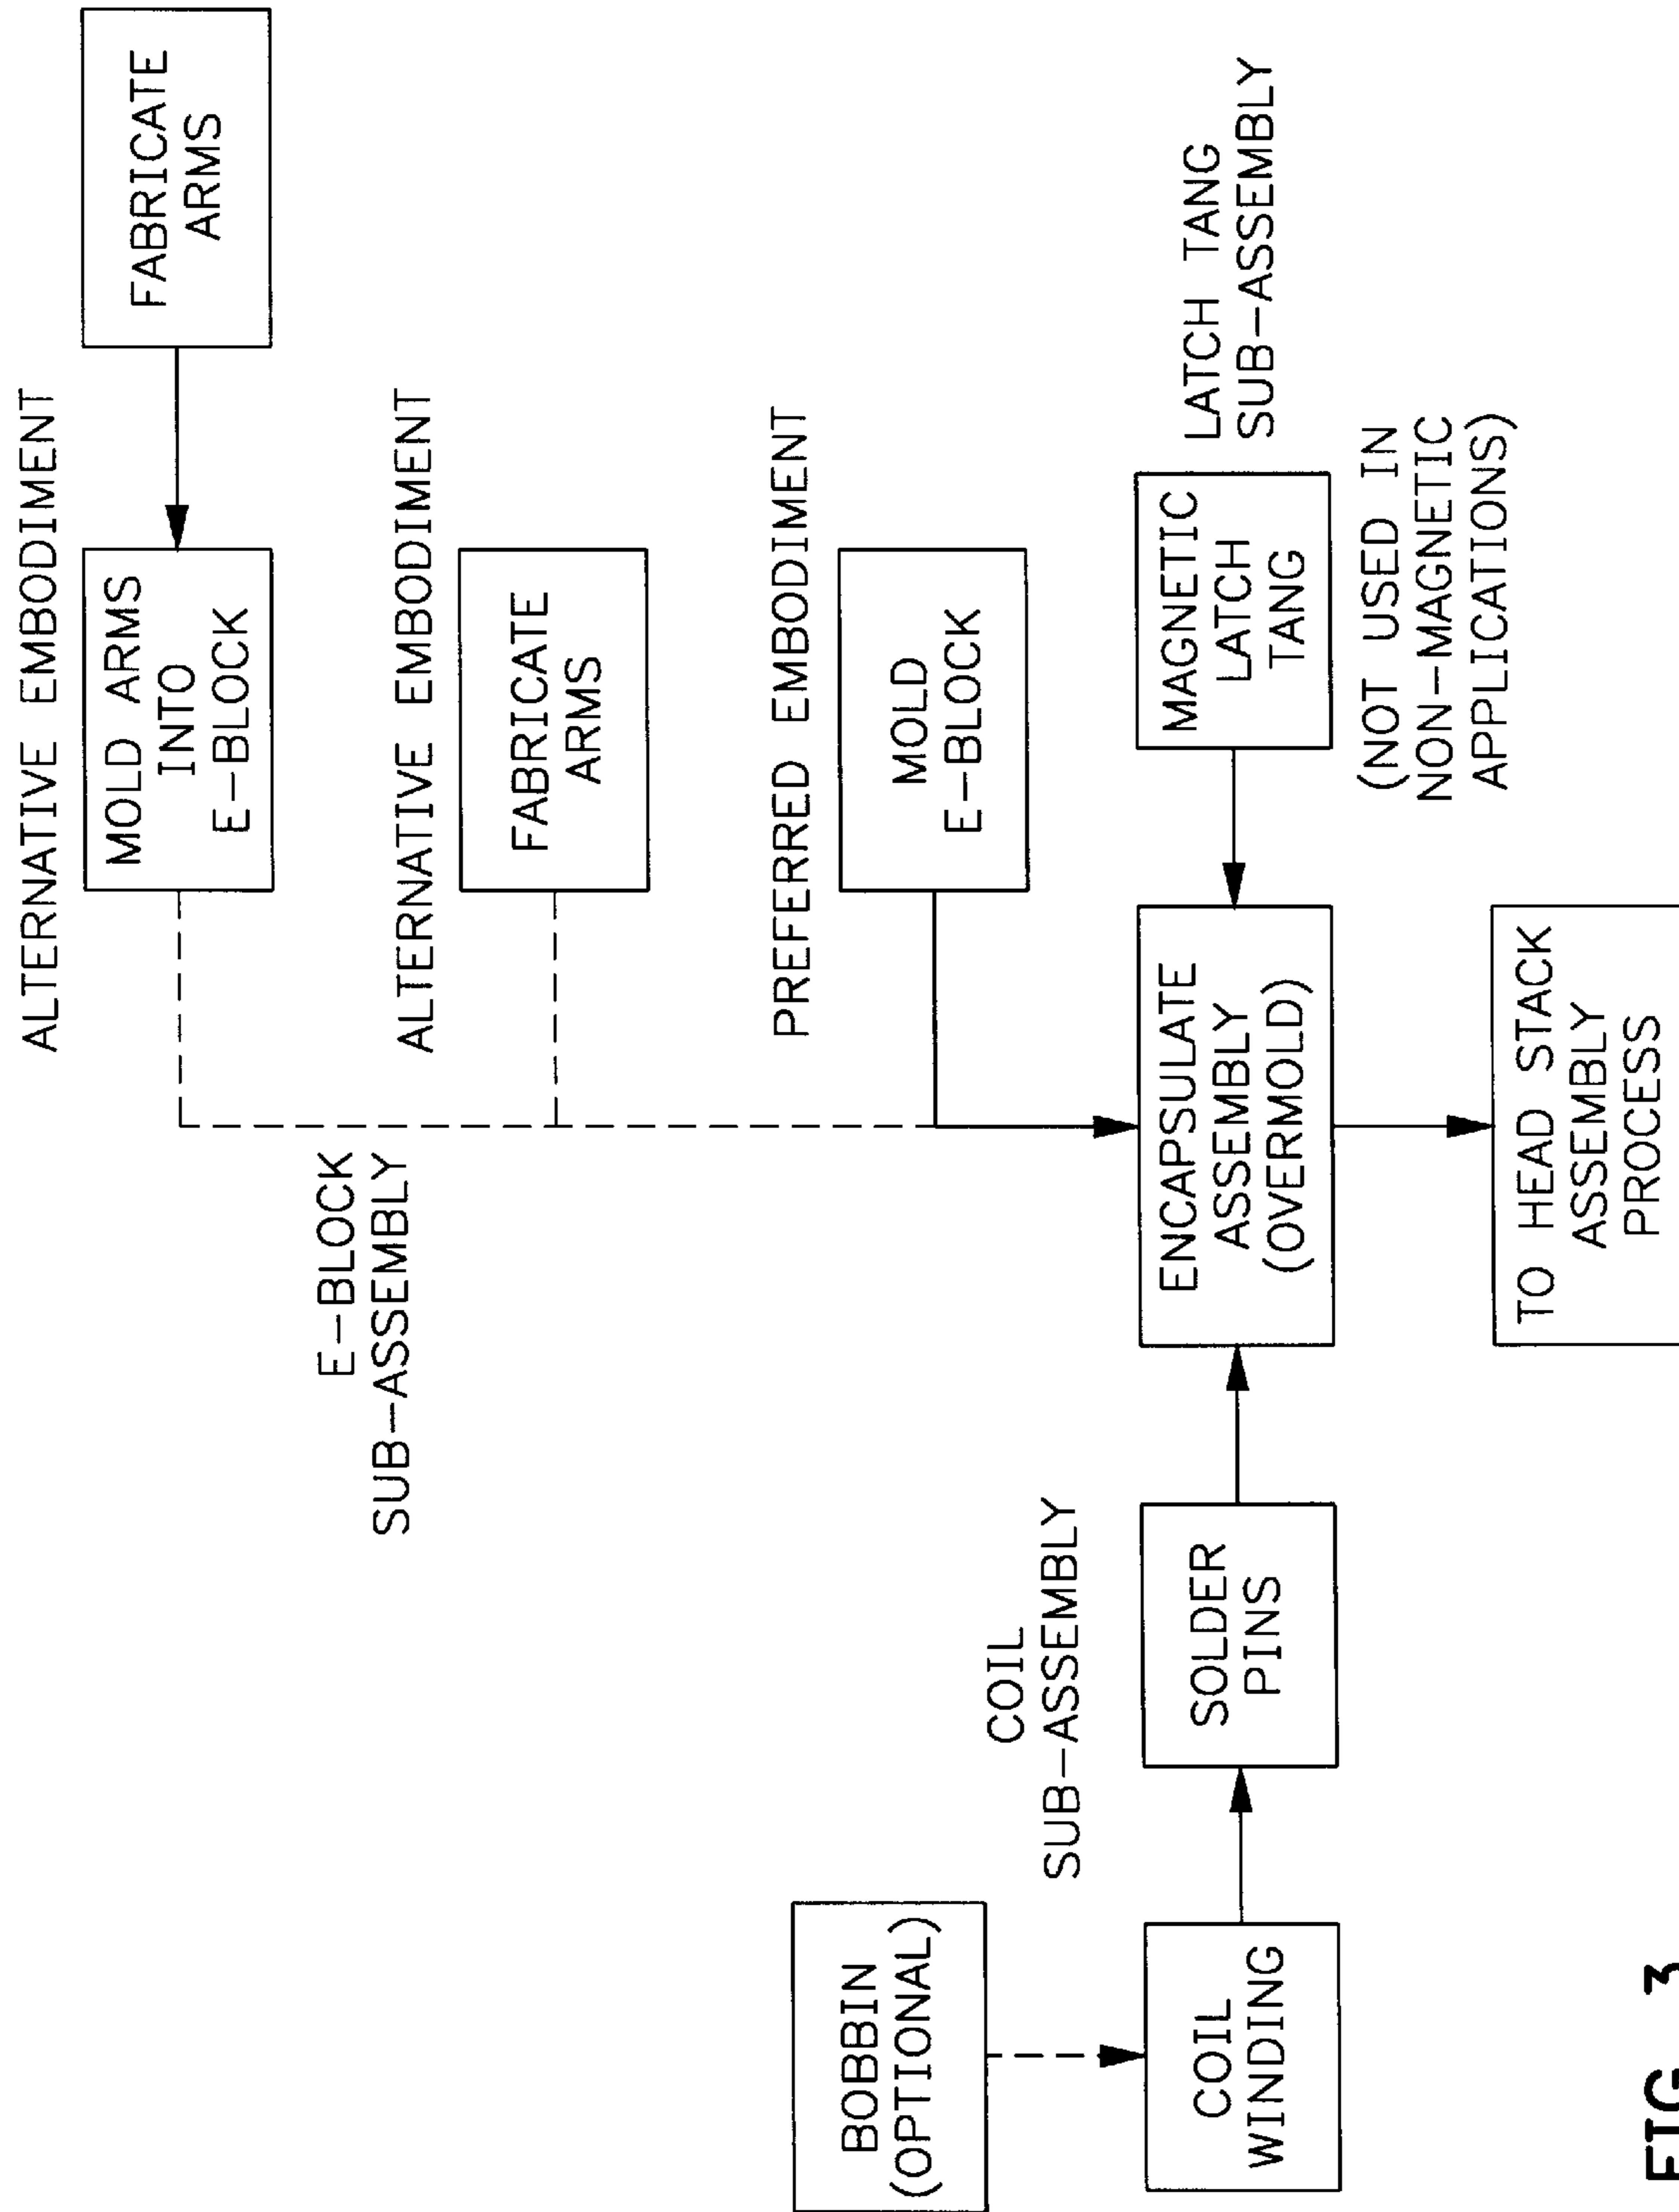 ALTERNATIVE EMBODIMENT
MOLD ARMS
INTO
E-BLOCK
FABRICATE
ARMS
E-BLOCK
SUB-ASSEMBLY
ALTERNATIVE EMBODIMENT
FABRICATE
ARMS
PREFERRED EMBODIMENT
MOLD
E-BLOCK
BOBBIN
(OPTIONAL)
COIL
SUB-ASSEMBLY
COIL
WINDING
SOLDER
PINS
ENCAPSULATE
ASSEMBLY
(OVERMOLD)
MAGNETIC
LATCH
TANG
LATCH TANG
SUB-ASSEMBLY
(NOT USED IN
NON-MAGNETIC
APPLICATIONS)
TO HEAD STACK
ASSEMBLY
PROCESS
FIG. 3